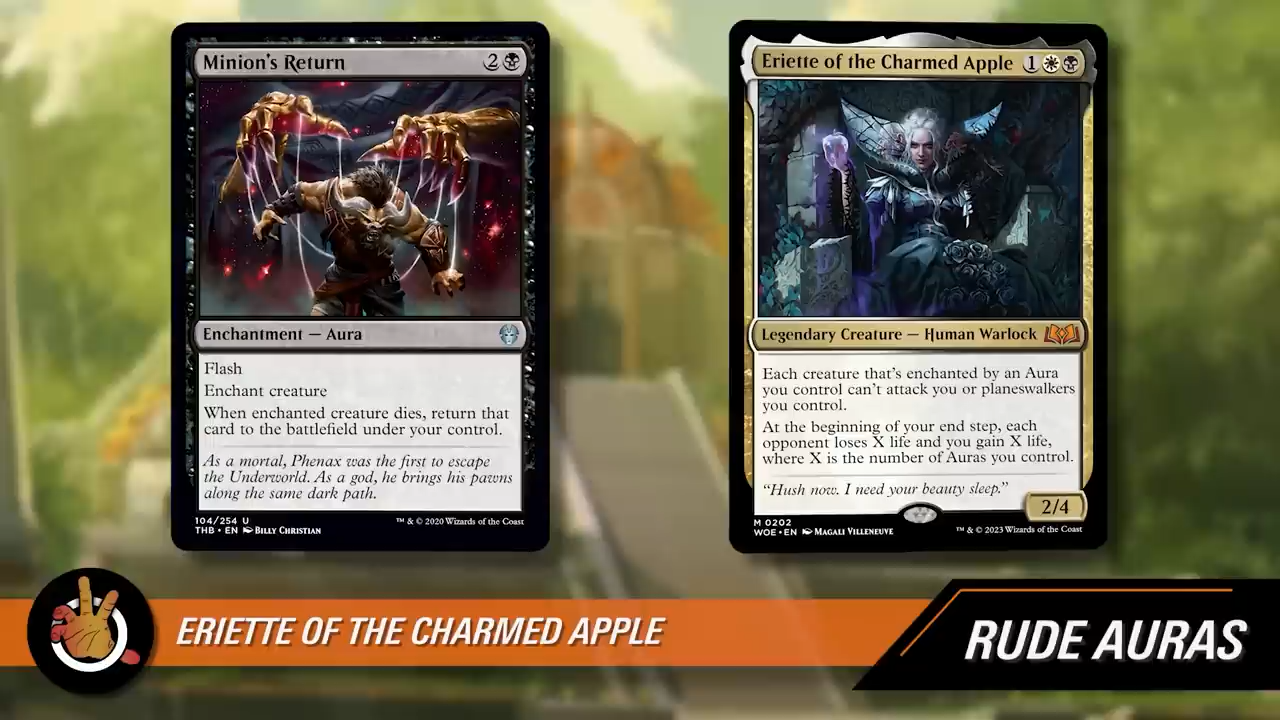 Minion's Return 2
Enchantment — Aura
Flash
Enchant creature
When enchanted creature dies, return that
card to the battlefield under your control.
As a mortal, Phenax was the first to escape
the Underworld. As a god, he brings his pawns
along the same dark path.
104/254 U
THB • EN Billy Christian
™ & © 2020 Wizards of the Coast
Eriette of the Charmed Apple 1
Legendary Creature — Human Warlock
Each creature that's enchanted by an Aura
you control can't attack you or planeswalkers
you control.
At the beginning of your end step, each
opponent loses X life and you gain X life,
where X is the number of Auras you control.
"Hush now. I need your beauty sleep."
2/4
M 0202
WOE • EN Magali Villeneuve
™ & © 2023 Wizards of the Coast
ERIETTE OF THE CHARMED APPLE
RUDE AURAS